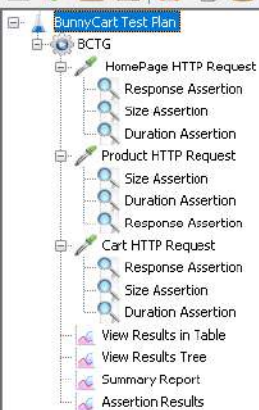 BunnyCart Test Plan
BCTG
HomePage HTTP Request
Response Assertion
Size Assertion
Duration Assertion
Product HTTP Request
Size Assertion
Duration Assertion
Response Assertion
Cart HTTP Request
Response Assertion
Size Assertion
Duration Assertion
View Results in Table
View Results Tree
Summary Report
Assertion Results